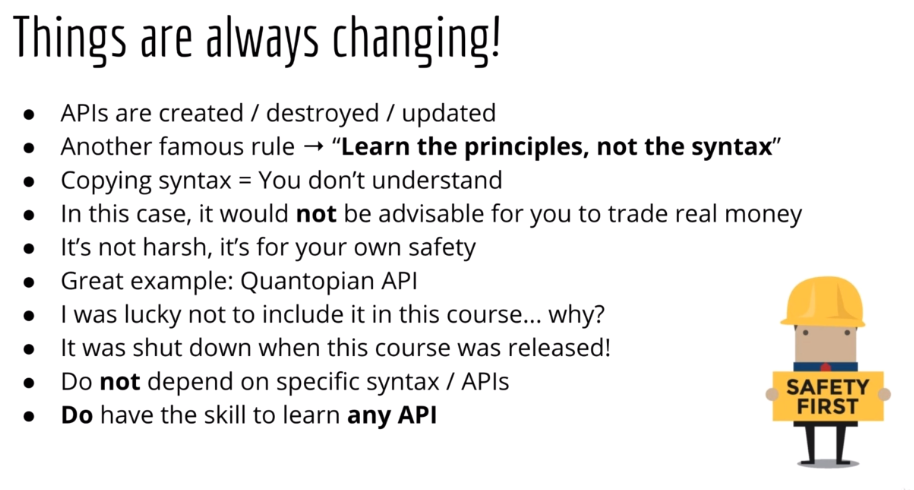 Things are always changing!
● APIs are created / destroyed / updated
● Another famous rule → “Learn the principles, not the syntax”
● Copying syntax = You don’t understand
● In this case, it would not be advisable for you to trade real money
● It’s not harsh, it’s for your own safety
● Great example: Quantopian API
● I was lucky not to include it in this course... why?
● It was shut down when this course was released!
● Do not depend on specific syntax / APIs
● Do have the skill to learn any API
SAFETY
FIRST